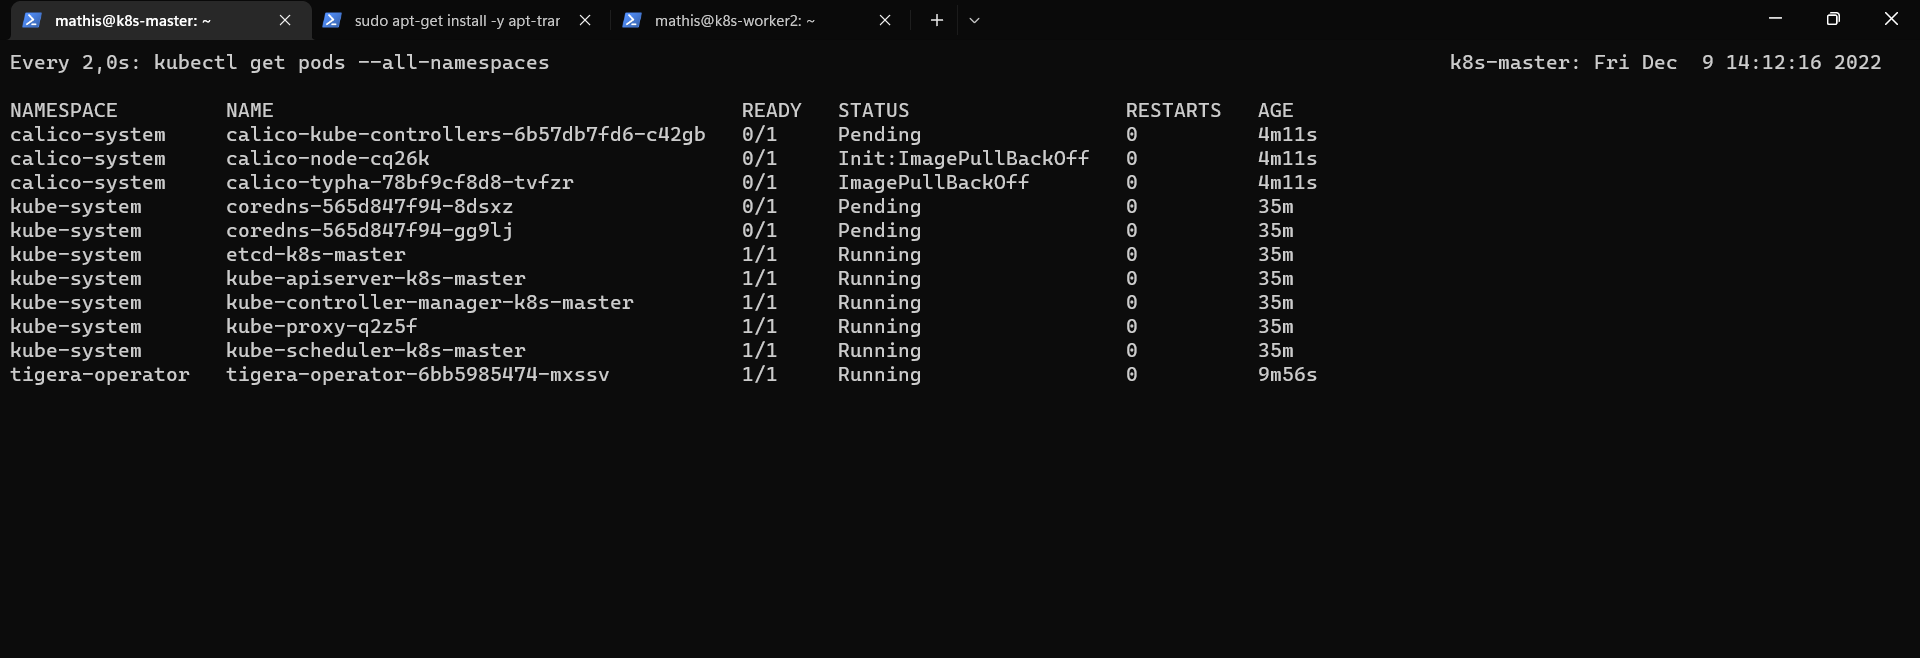 mathis@k8s-master: ~ sudo apt-get install -y apt-trar mathis@k8s-worker2: ~
Every 2,0s: kubectl get pods --all-namespaces k8s-master: Fri Dec  9 14:12:16 2022
NAMESPACE NAME READY STATUS RESTARTS AGE
calico-system calico-kube-controllers-6b57db7fd6-c42gb 0/1 Pending 0 4m11s
calico-system calico-node-cq26k 0/1 Init:ImagePullBackOff 0 4m11s
calico-system calico-typha-78bf9cf8d8-tvfzr 0/1 ImagePullBackOff 0 4m11s
kube-system coredns-565d847f94-8dsxz 0/1 Pending 0 35m
kube-system coredns-565d847f94-gg9lj 0/1 Pending 0 35m
kube-system etcd-k8s-master 1/1 Running 0 35m
kube-system kube-apiserver-k8s-master 1/1 Running 0 35m
kube-system kube-controller-manager-k8s-master 1/1 Running 0 35m
kube-system kube-proxy-q2z5f 1/1 Running 0 35m
kube-system kube-scheduler-k8s-master 1/1 Running 0 35m
tigera-operator tigera-operator-6bb5985474-mxssv 1/1 Running 0 9m56s